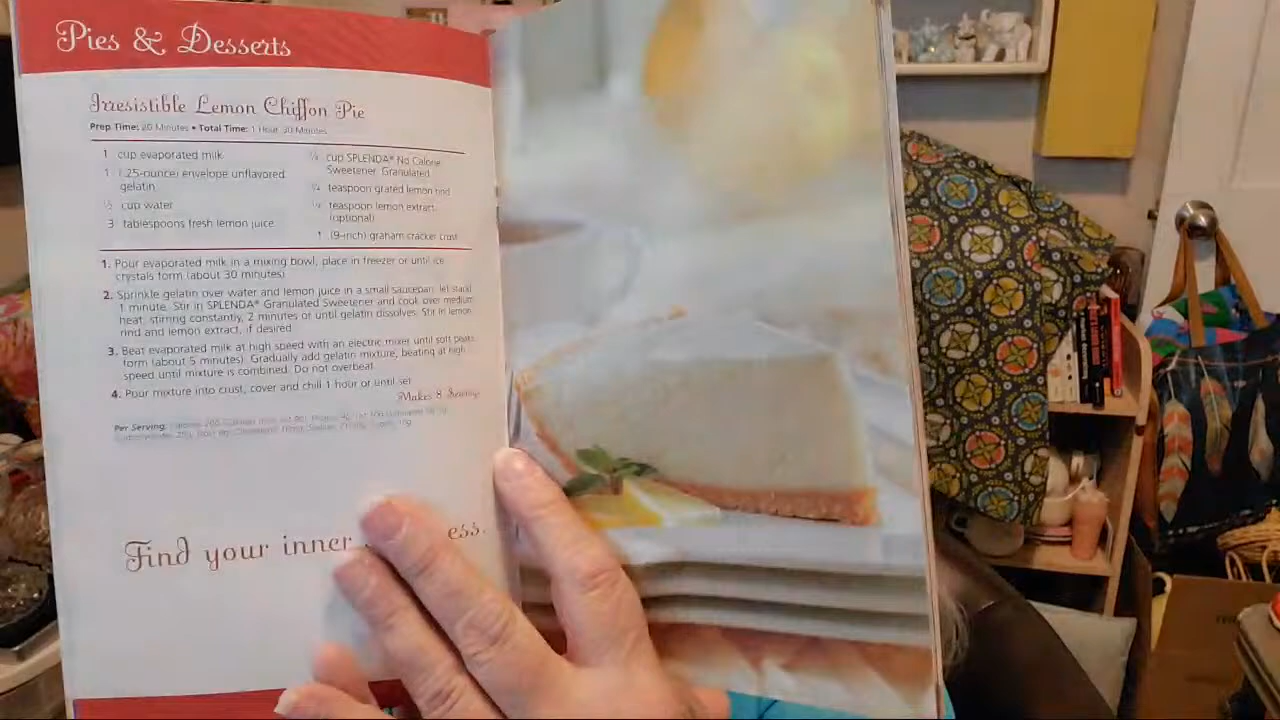 Pies & Desserts
Irresistible Lemon Chiffon Pie
Prep Time: 20 Minutes • Total Time: 1 Hour 30 Minutes
1 cup evaporated milk
1 (.25-ounce) envelope unflavored
gelatin
½ cup water
3 tablespoons fresh lemon juice
cup SPLENDA® No Calorie
Sweetener, Granulated
teaspoon grated lemon rind
teaspoon lemon extract
(optional)
1 (9-inch) graham cracker crust
1. Pour evaporated milk in a mixing bowl, place in freezer or until ice
crystals form (about 30 minutes)
2. Sprinkle gelatin over water and lemon juice in a small saucepan, let stand
1 minute. Stir in SPLENDA® Granulated Sweetener and cook over medium
heat, stirring constantly, 2 minutes or until gelatin dissolves. Stir in lemon
rind and lemon extract, if desired
3. Beat evaporated milk at high speed with an electric mixer until soft peaks
form (about 5 minutes). Gradually add gelatin mixture, beating at high
speed until mixture is combined. Do not overbeat.
4. Pour mixture into crust, cover and chill 1 hour or until set
Makes 8 Servings
Per Serving:
Find your inner ess.